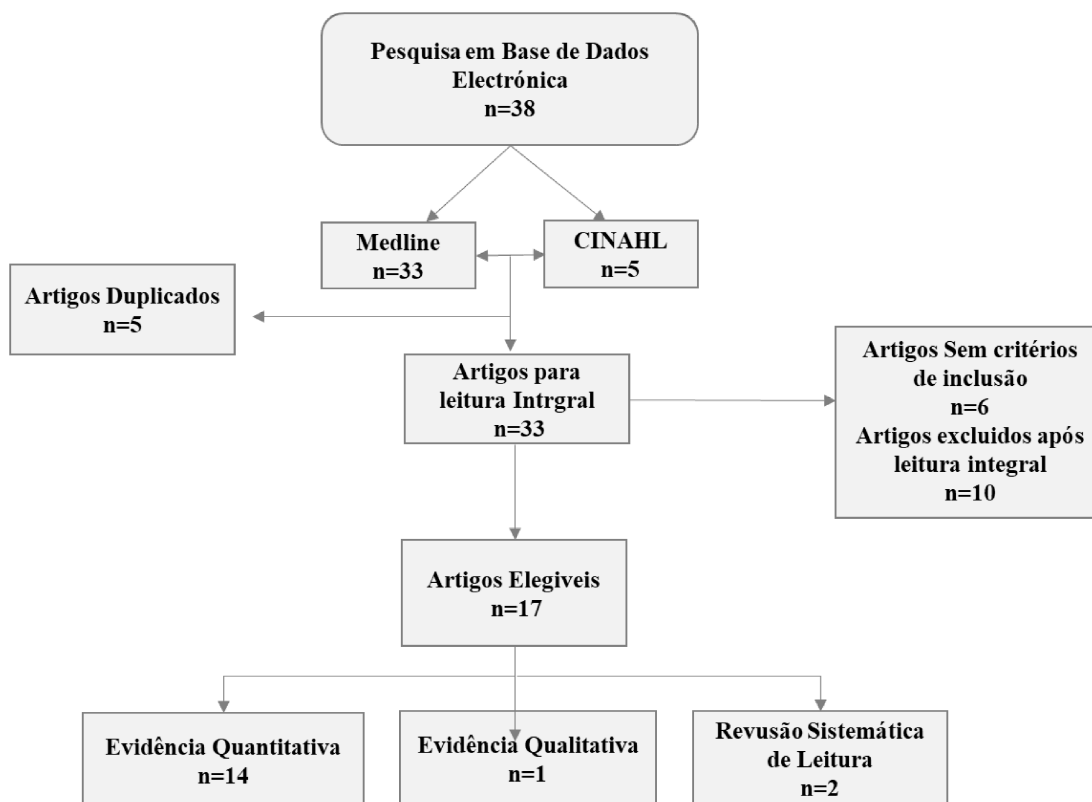 Pesquisa em Base de Dados
Electrónica
n=38
Medline
n=33
CINAHL
n=5
Artigos Duplicados
n=5
Artigos para
leitura Intrgral
n=33
Artigos Sem critérios
de inclusão
n=6
Artigos excluidos após
leitura integral
n=10
Artigos Elegiveis
n=17
Evidência Quantitativa
n=14
Evidência Qualitativa
n=1
Revusão Sistemática
de Leitura
n=2